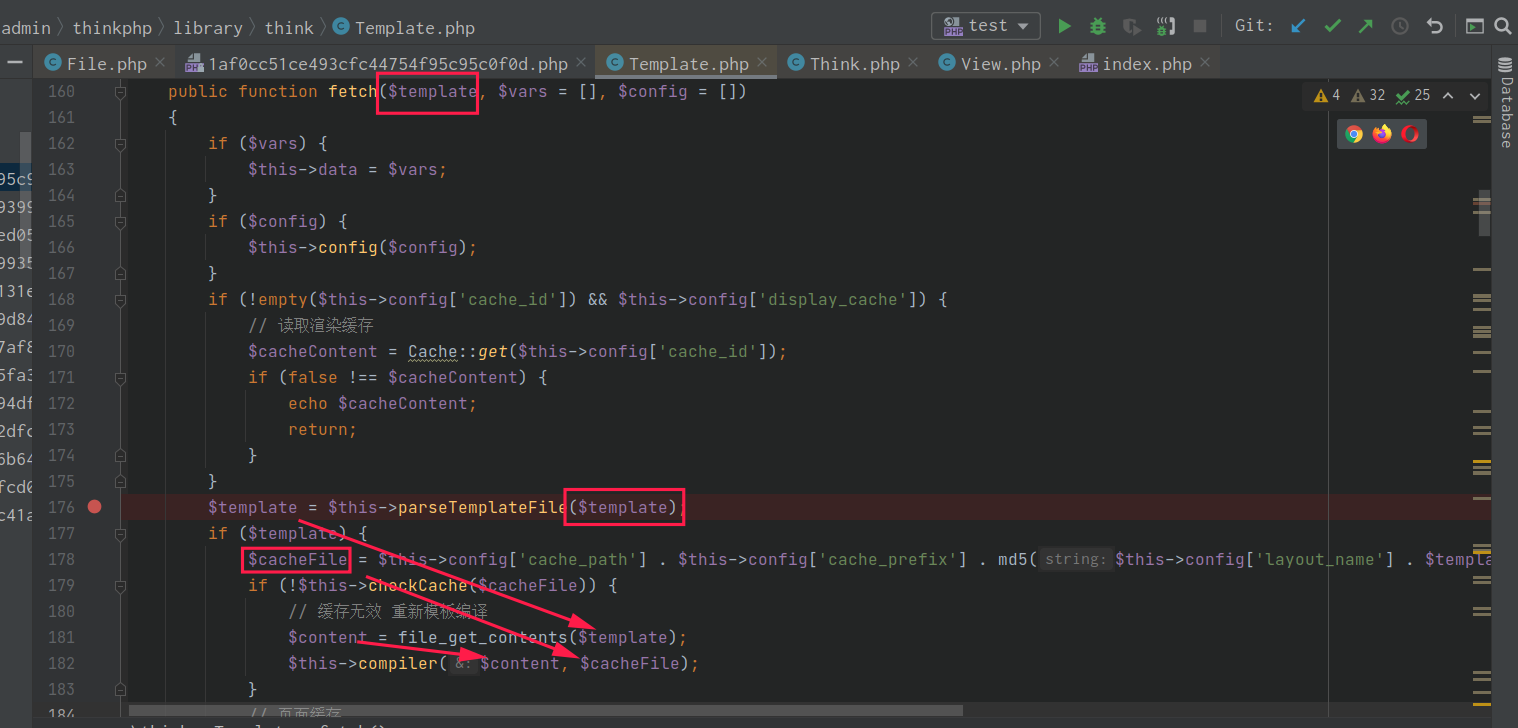 admin thinkphp library think Template.php test Git:
File.php 1af0cc51ce493cfc44754f95c95c0f0d.php Template.php Think.php View.php index.php
Database
4 32 25
160 public function fetch($template, $vars = [], $config = [])
161 {
162 if ($vars) {
163 $this->data = $vars;
164 }
165 if ($config) {
166 $this->config($config);
167 }
168 if (!empty($this->config['cache_id']) && $this->config['display_cache']) {
169 // 读取渲染缓存
170 $cacheContent = Cache::get($this->config['cache_id']);
171 if (false !== $cacheContent) {
172 echo $cacheContent;
173 return;
174 }
175 }
176 $template = $this->parseTemplateFile($template);
177 if ($template) {
178 $cacheFile = $this->config['cache_path'] . $this->config['cache_prefix'] . md5( string: $this->config['layout_name'] . $templa
179 if (!$this->checkCache($cacheFile)) {
180 // 缓存无效 重新模板编译
181 $content = file_get_contents($template);
182 $this->compiler( &: $content, $cacheFile);
183 }
184 // 页面缓存
95c9
9399
ed05
9935
131e
9d84
7af8
5fa3
94df
2dfc
6b64
fcd0
c41a